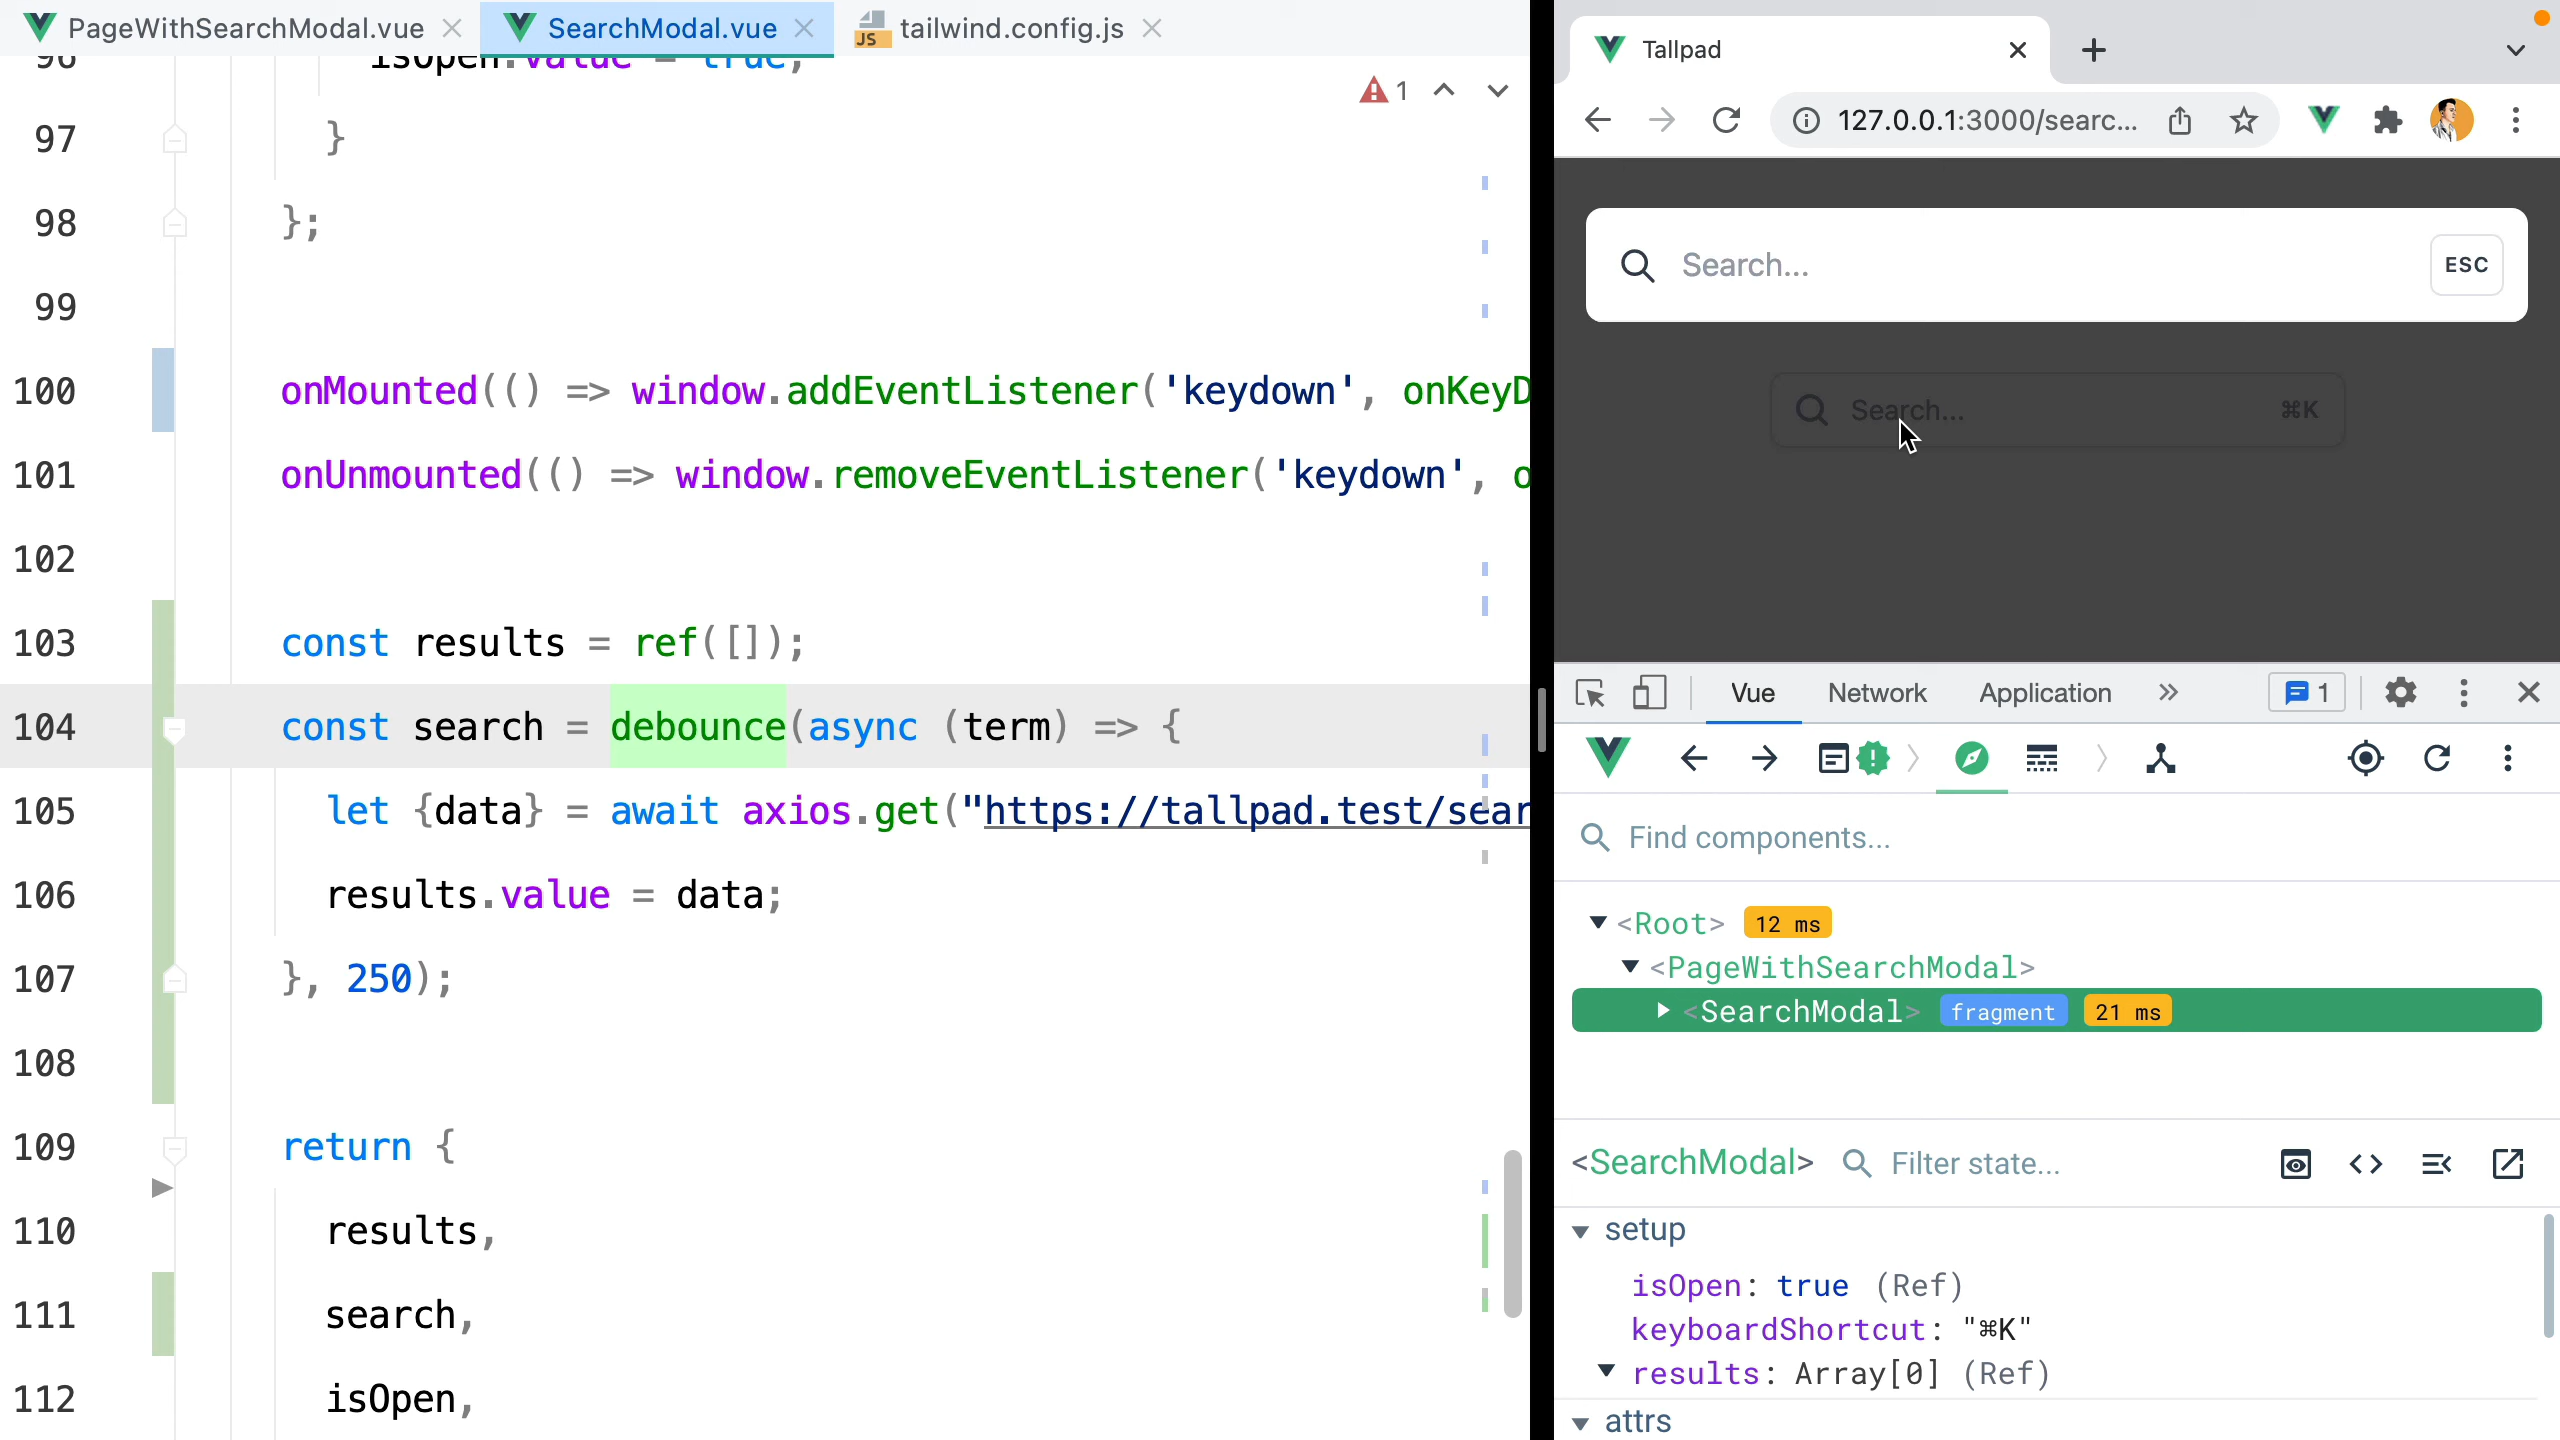 PageWithSearchModal.vue
SearchModal.vue
JS tailwind.config.js
96 isOpen.value = true;
1
97 }
98 };
99
100 onMounted(() => window.addEventListener('keydown', onKeyD
101 onUnmounted(() => window.removeEventListener('keydown', o
102
103 const results = ref([]);
104 const search = debounce(async (term) => {
105 let {data} = await axios.get("https://tallpad.test/sear
106 results.value = data;
107 }, 250);
108
109 return {
110 results,
111 search,
112 isOpen,
Tallpad
127.0.0.1:3000/searc...
Search...
ESC
Search...
⌘K
Vue
Network
Application
1
Find components...
<Root> 12 ms
<PageWithSearchModal>
<SearchModal> fragment 21 ms
<SearchModal>
Filter state...
setup
isOpen: true (Ref)
keyboardShortcut: "⌘K"
results: Array[0] (Ref)
attrs